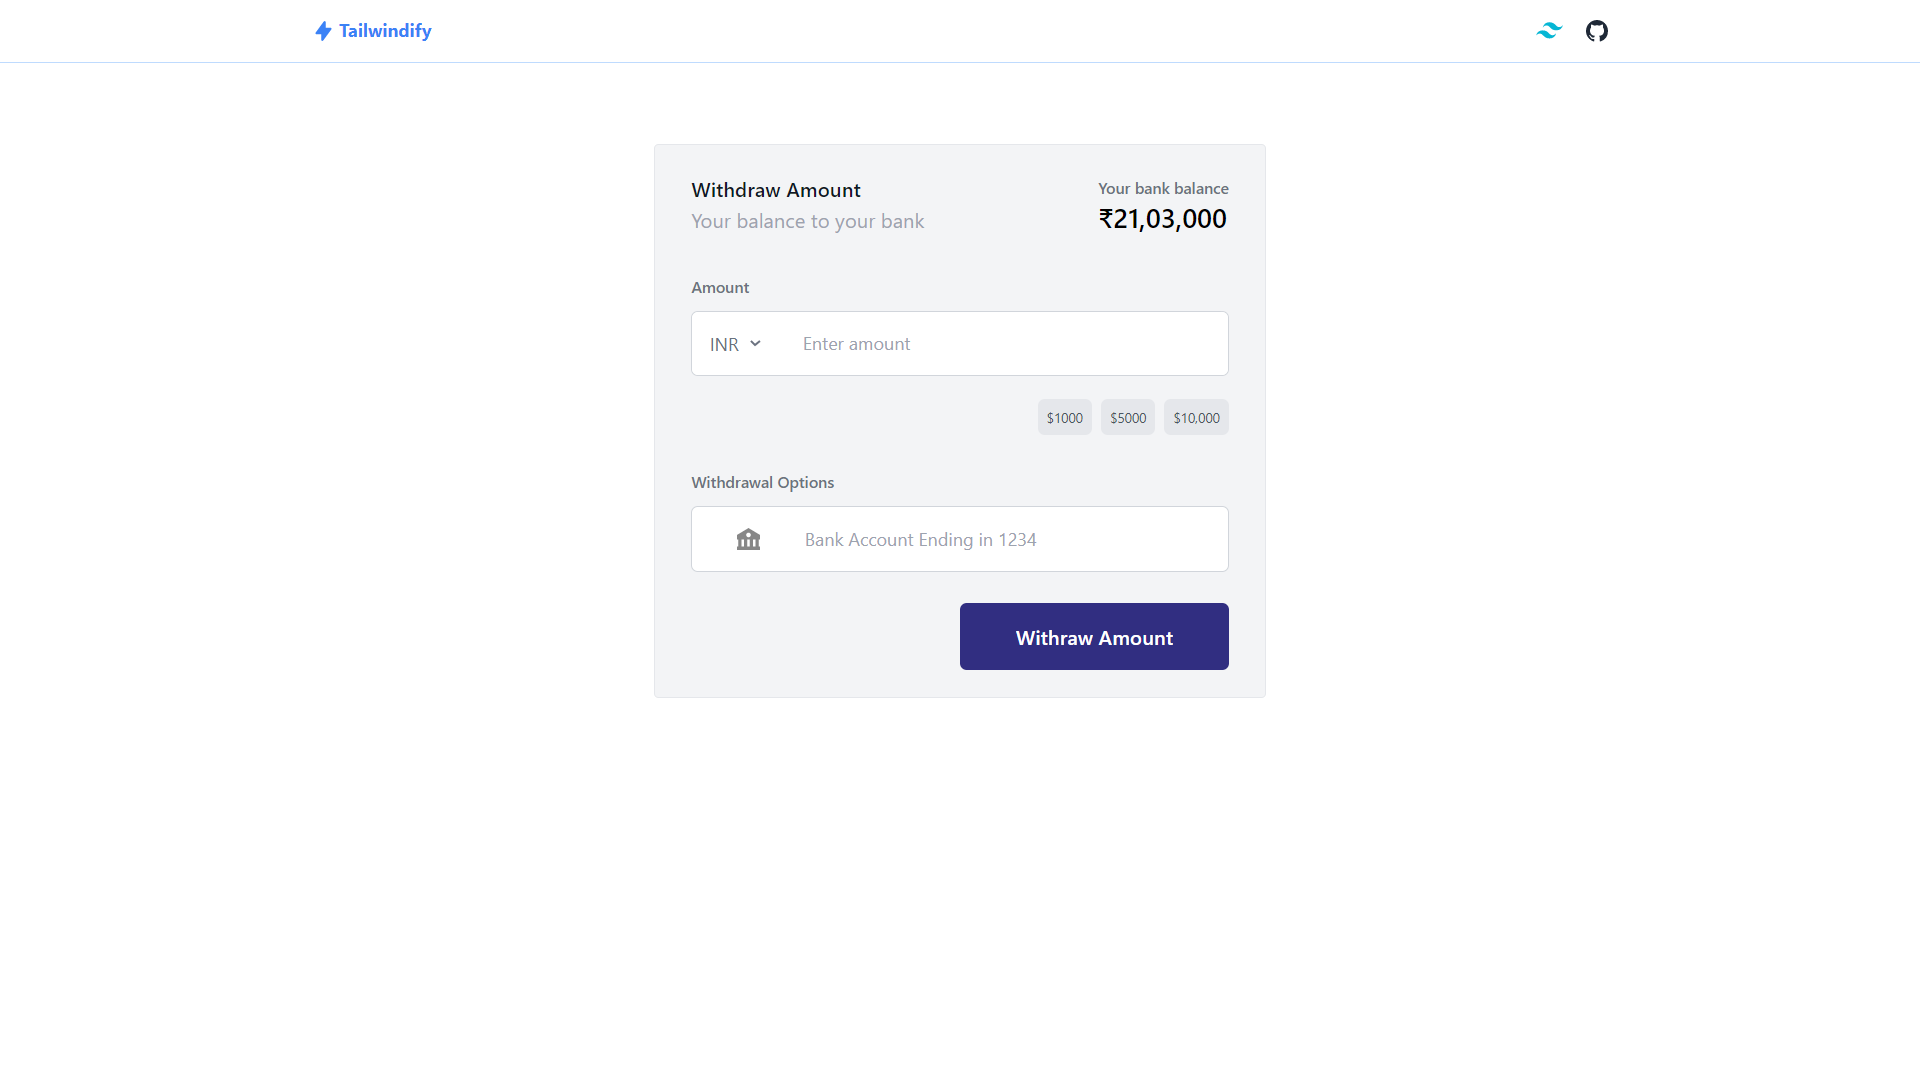 Tailwindify
Withdraw Amount
Your balance to your bank
Your bank balance
₹21,03,000
Amount
INR
Enter amount
$1000
$5000
$10,000
Withdrawal Options
Bank Account Ending in 1234
Withraw Amount